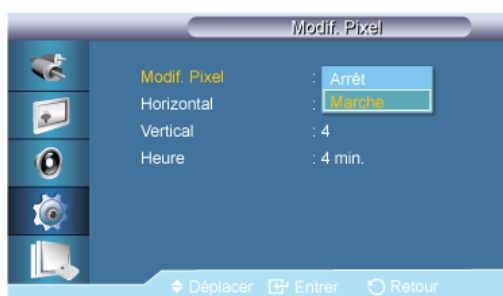 Modif. Pixel
Modif. Pixel : Arrêt
Horizontal : Marche
Vertical : 4
Heure : 4 min.
Déplacer Entrer Retour